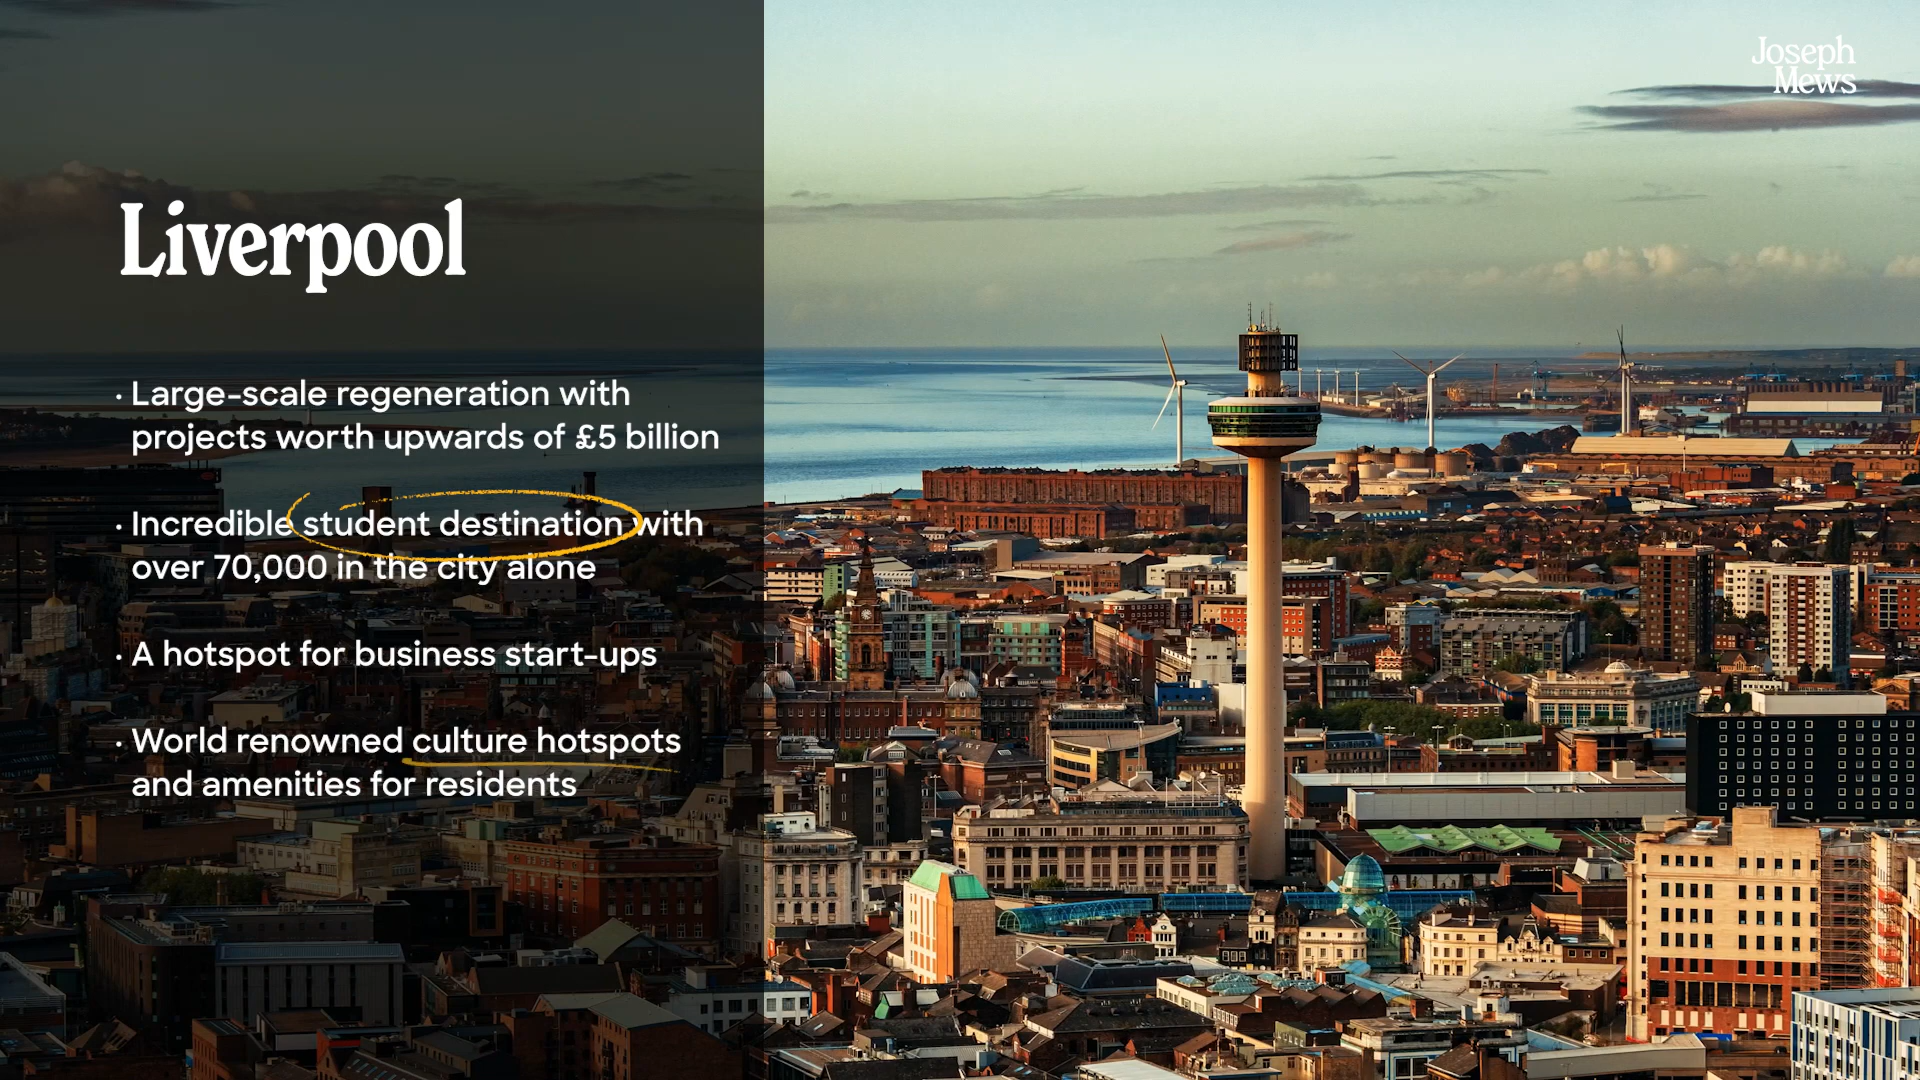 Joseph
Mews
Liverpool
· Large-scale regeneration with
projects worth upwards of £5 billion
· Incredible student destination with
over 70,000 in the city alone
· A hotspot for business start-ups
· World renowned culture hotspots
and amenities for residents